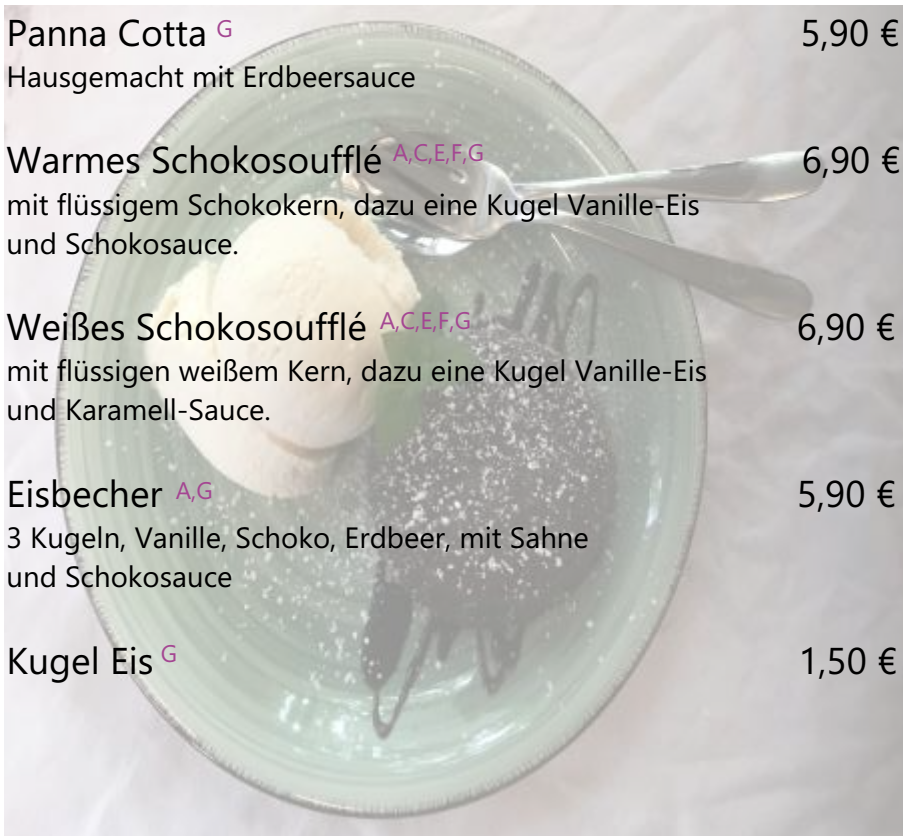 Panna Cotta G 5,90 €
Hausgemacht mit Erdbeersauce
Warmes Schokosoufflé A,C,E,F,G 6,90 €
mit flüssigem Schokokern, dazu eine Kugel Vanille-Eis
und Schokosauce.
Weißes Schokosoufflé A,C,E,F,G 6,90 €
mit flüssigen weißem Kern, dazu eine Kugel Vanille-Eis
und Karamell-Sauce.
Eisbecher A,G 5,90 €
3 Kugeln, Vanille, Schoko, Erdbeer, mit Sahne
und Schokosauce
Kugel Eis G 1,50 €